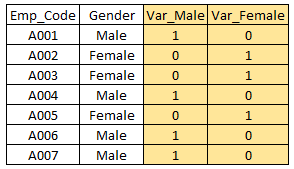 Emp_Code Gender Var_Male Var_Female
A001 Male 1 0
A002 Female 0 1
A003 Female 0 1
A004 Male 1 0
A005 Female 0 1
A006 Male 1 0
A007 Male 1 0